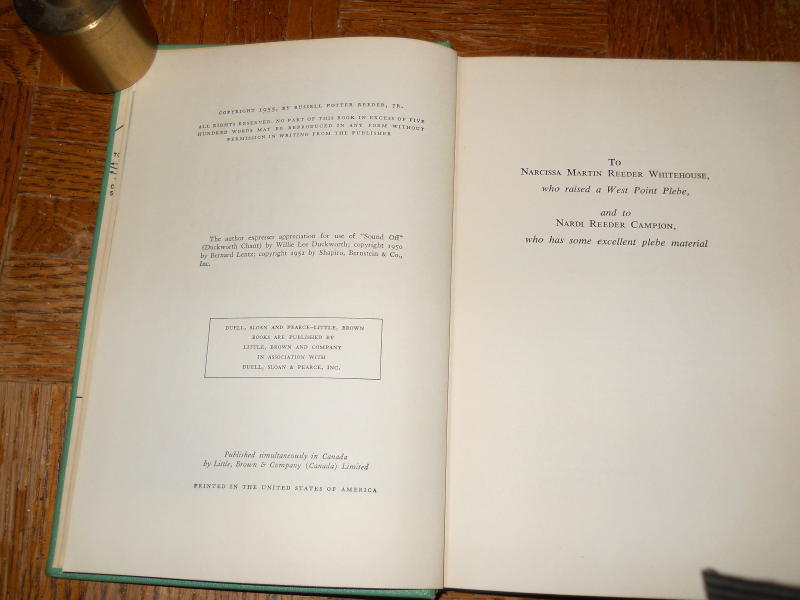 COPYRIGHT 1955, BY RUSSELL POTTER REEDER, JR.
ALL RIGHTS RESERVED. NO PART OF THIS BOOK IN EXCESS OF FIVE
HUNDRED WORDS MAY BE REPRODUCED IN ANY FORM WITHOUT
PERMISSION IN WRITING FROM THE PUBLISHER
The author expresses appreciation for use of "Sound Off"
(Duckworth Chant) by Willie Lee Duckworth; copyright 1950
by Bernard Lentz; copyright 1951 by Shapiro, Bernstein & Co.,
Inc.
DUELL, SLOAN AND PEARCE–LITTLE, BROWN
BOOKS ARE PUBLISHED BY
LITTLE, BROWN AND COMPANY
IN ASSOCIATION WITH
DUELL, SLOAN & PEARCE, INC.
Published simultaneously in Canada
by Little, Brown & Company (Canada) Limited
PRINTED IN THE UNITED STATES OF AMERICA
To
NARCISSA MARTIN REEDER WHITEHOUSE,
who raised a West Point Plebe,
and to
NARDI REEDER CAMPION,
who has some excellent plebe material